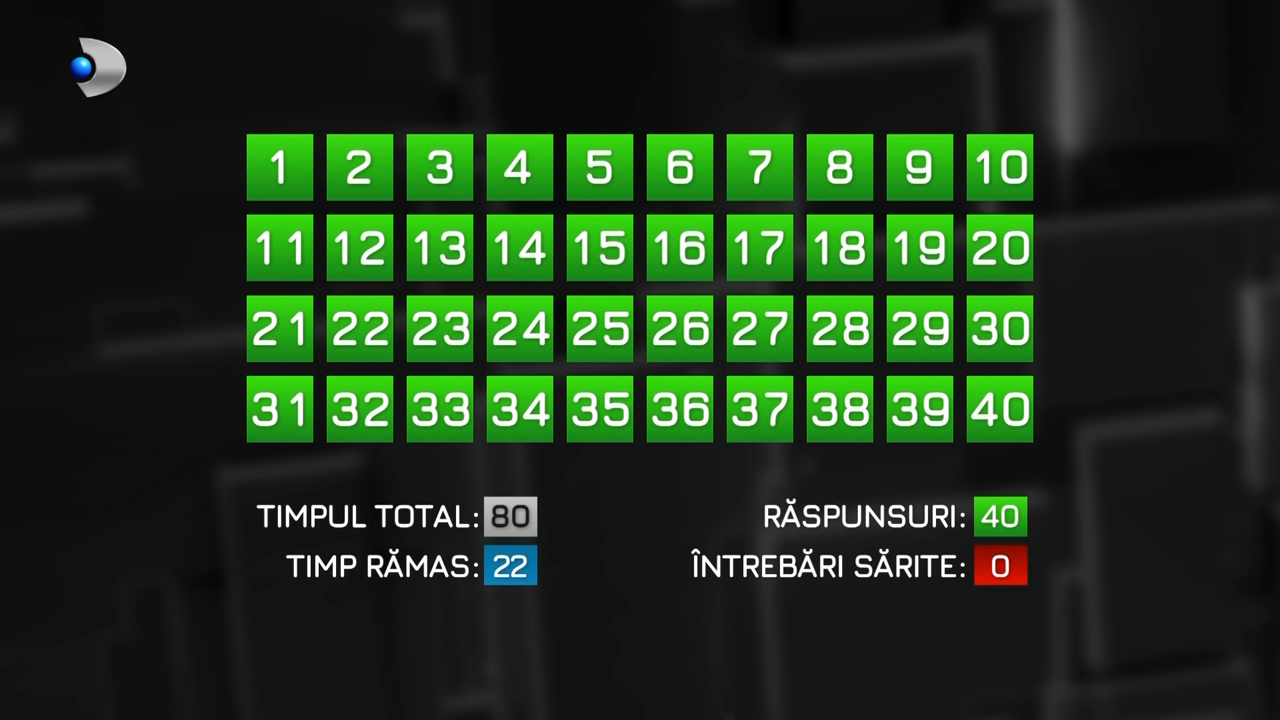 1 2 3 4 5 6 7 8 9 10
11 12 13 14 15 16 17 18 19 20
21 22 23 24 25 26 27 28 29 30
31 32 33 34 35 36 37 38 39 40
TIMPUL TOTAL: 80
RĂSPUNSURI: 40
TIMP RĂMAS: 22
ÎNTREBĂRI SĂRITE: 0